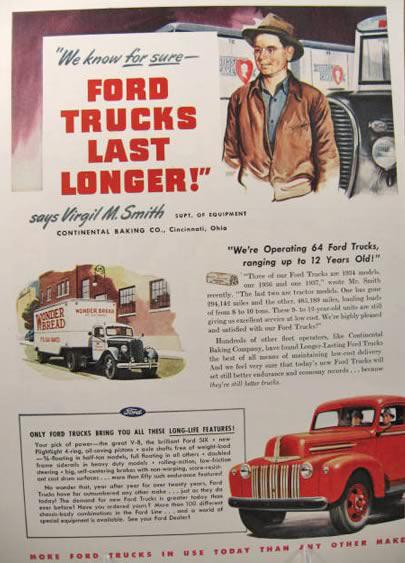 "We know for sure—
FORD
TRUCKS
LAST
LONGER!"
says Virgil M. Smith SUPT. OF EQUIPMENT
CONTINENTAL BAKING CO., Cincinnati, Ohio
"We're Operating 64 Ford Trucks,
ranging up to 12 Years Old!"
"Three of our Ford Trucks are 1934 models,
one 1936 and one 1937," wrote Mr. Smith
recently. "The last two are tractor models. One has gone
294,142 miles and the other, 485,189 miles, hauling loads
of from 8 to 10 tons. These 9- to 12-year-old units are still
giving us excellent service at low cost. We're highly pleased
and satisfied with our Ford Trucks!"
Hundreds of other fleet operators, like Continental
Baking Company, have found Longer-Lasting Ford Trucks
the best of all means of maintaining low-cost delivery.
And we feel very sure that today's new Ford Trucks will
set still better endurance and economy records . . . because
they're still better trucks.
WONDER
BREAD
WONDER BREAD
Ford
ONLY FORD TRUCKS BRING YOU ALL THESE LONG-LIFE FEATURES!
Your pick of power—the great V-8, the brilliant Ford SIX • new
Flightlight 4-ring, oil-saving pistons • axle shafts free of weight-load
—¾-floating in half-ton models, full floating in all others • doubled
frame siderails in heavy duty models • rolling-motion, low-friction
steering • big, self-centering brakes with non-warping, score-resist-
ant cast drum surfaces . . . more than fifty such endurance features!
No wonder that, year after year for over twenty years, Ford
Trucks have far outnumbered any other make . . . just as they do
today! The demand for new Ford Trucks is greater today than
ever before! Have you ordered yours? More than 100 different
chassis-body combinations in the Ford Line . . . and a world of
special equipment is available. See your Ford Dealer!
MORE FORD TRUCKS IN USE TODAY THAN ANY OTHER MAKE